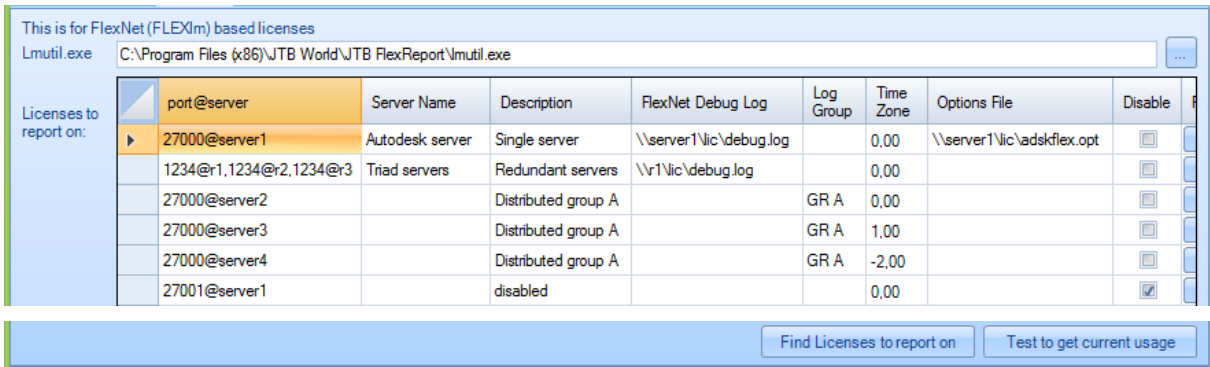 This is for FlexNet (FLEXlm) based licenses
Lmutil.exe C:\Program Files (x86)\JTB World\JTB FlexReport\lmutil.exe ...
Licenses to report on:
port@server Server Name Description FlexNet Debug Log Log Group Time Zone Options File Disable
27000@server1 Autodesk server Single server \\server1\lic\debug.log 0,00 \\server1\lic\adskflex.opt
1234@r1,1234@r2,1234@r3 Triad servers Redundant servers \\r1\lic\debug.log 0,00
27000@server2 Distributed group A GR A 0,00
27000@server3 Distributed group A GR A 1,00
27000@server4 Distributed group A GR A -2,00
27001@server1 disabled 0,00
Find Licenses to report on Test to get current usage